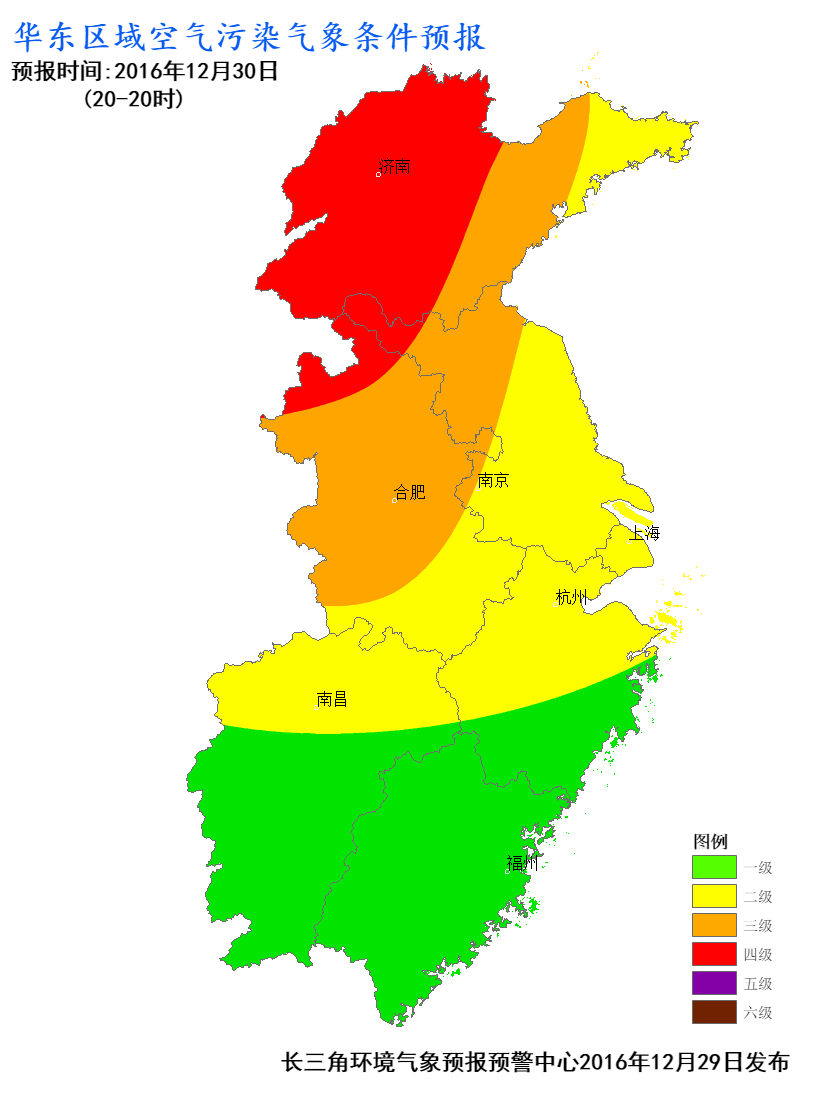 华东区域空气污染气象条件预报
预报时间:2016年12月30日
(20-20时)
济南
合肥
南京
上海
杭州
南昌
福州
图例
一级
二级
三级
四级
五级
六级
长三角环境气象预报预警中心2016年12月29日发布